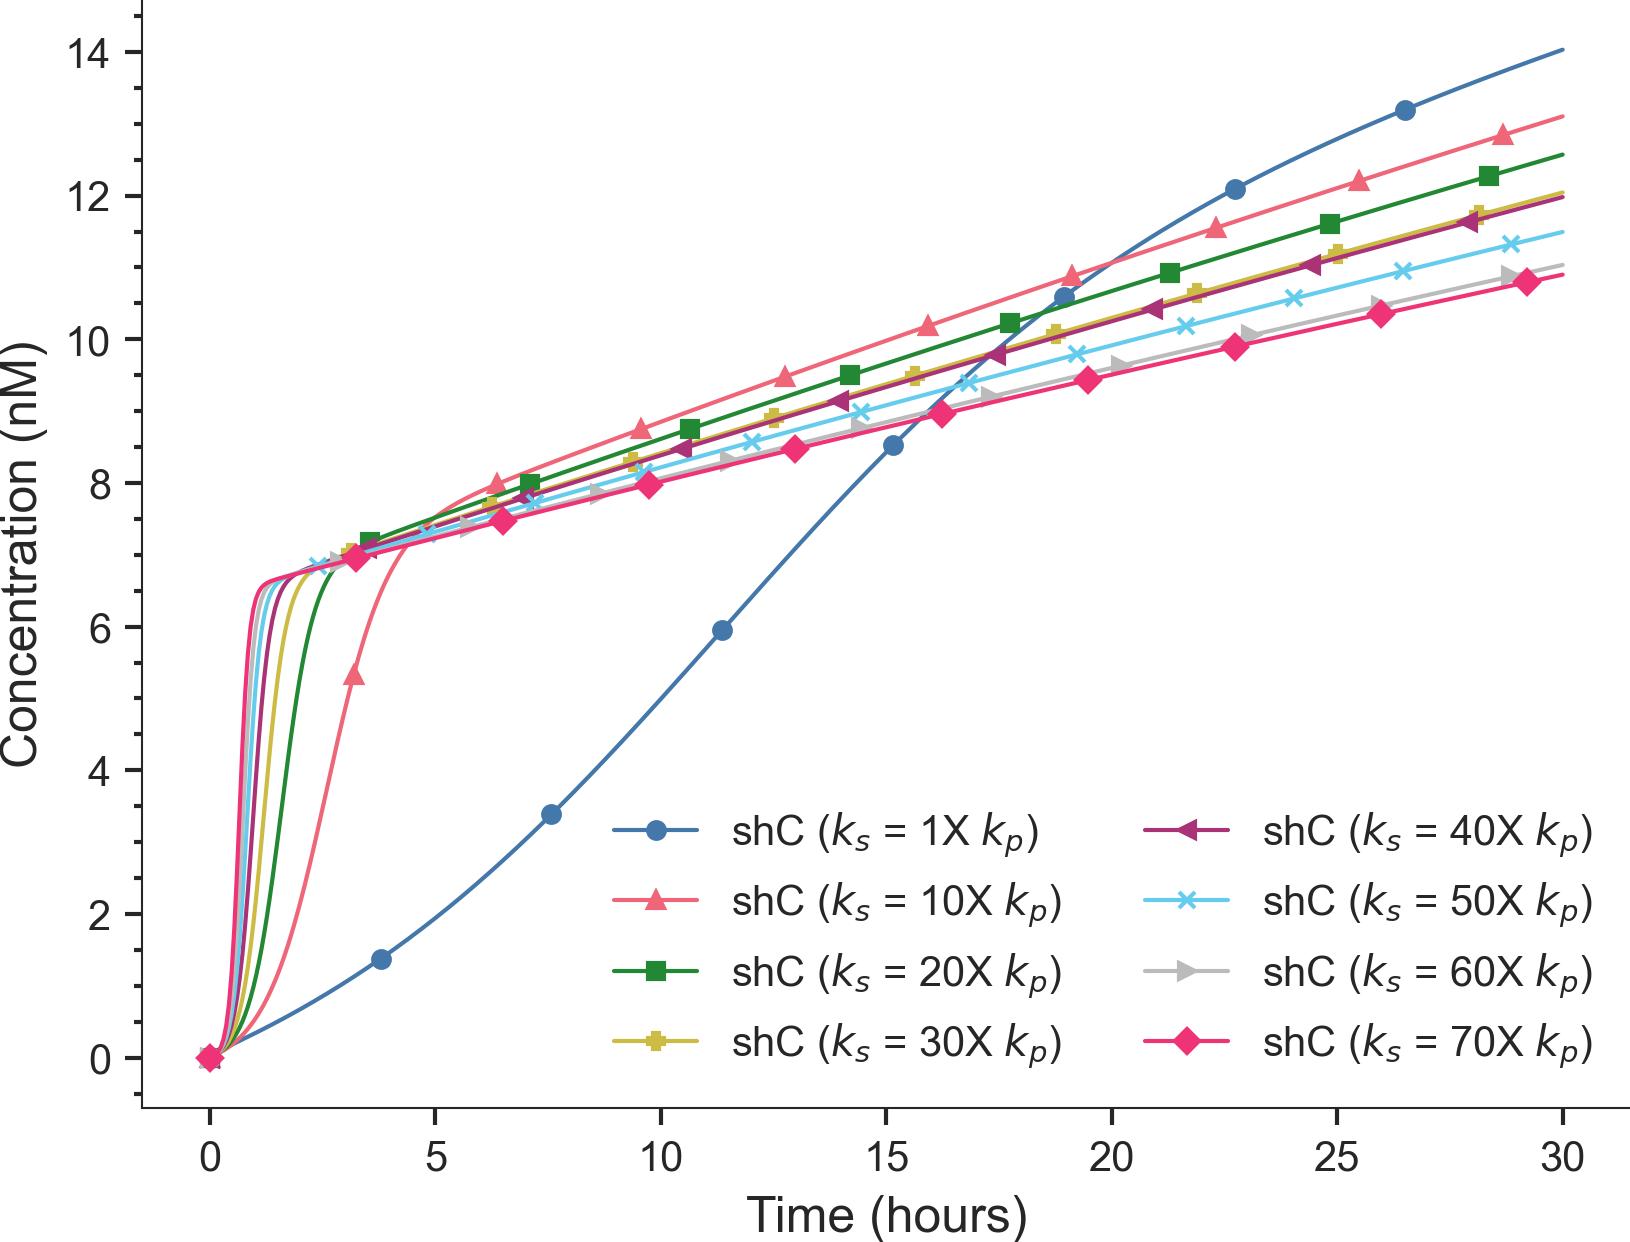 14
12
10
8
6
4
2
0
Concentration (nM)
0 5 10 15 20 25 30
Time (hours)
shC (kₛ = 1X kₚ)
shC (kₛ = 10X kₚ)
shC (kₛ = 20X kₚ)
shC (kₛ = 30X kₚ)
shC (kₛ = 40X kₚ)
shC (kₛ = 50X kₚ)
shC (kₛ = 60X kₚ)
shC (kₛ = 70X kₚ)